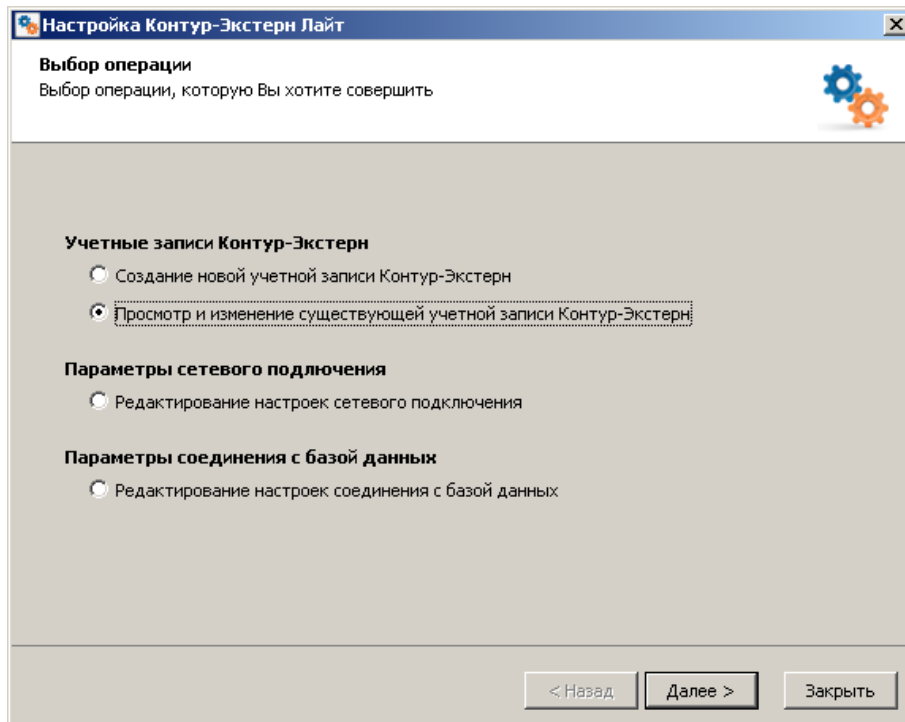 Настройка Контур-Экстерн Лайт
Выбор операции
Выбор операции, которую Вы хотите совершить
Учетные записи Контур-Экстерн
Создание новой учетной записи Контур-Экстерн
Просмотр и изменение существующей учетной записи Контур-Экстерн
Параметры сетевого подлючения
Редактирование настроек сетевого подключения
Параметры соединения с базой данных
Редактирование настроек соединения с базой данных
< Назад
Далее >
Закрыть